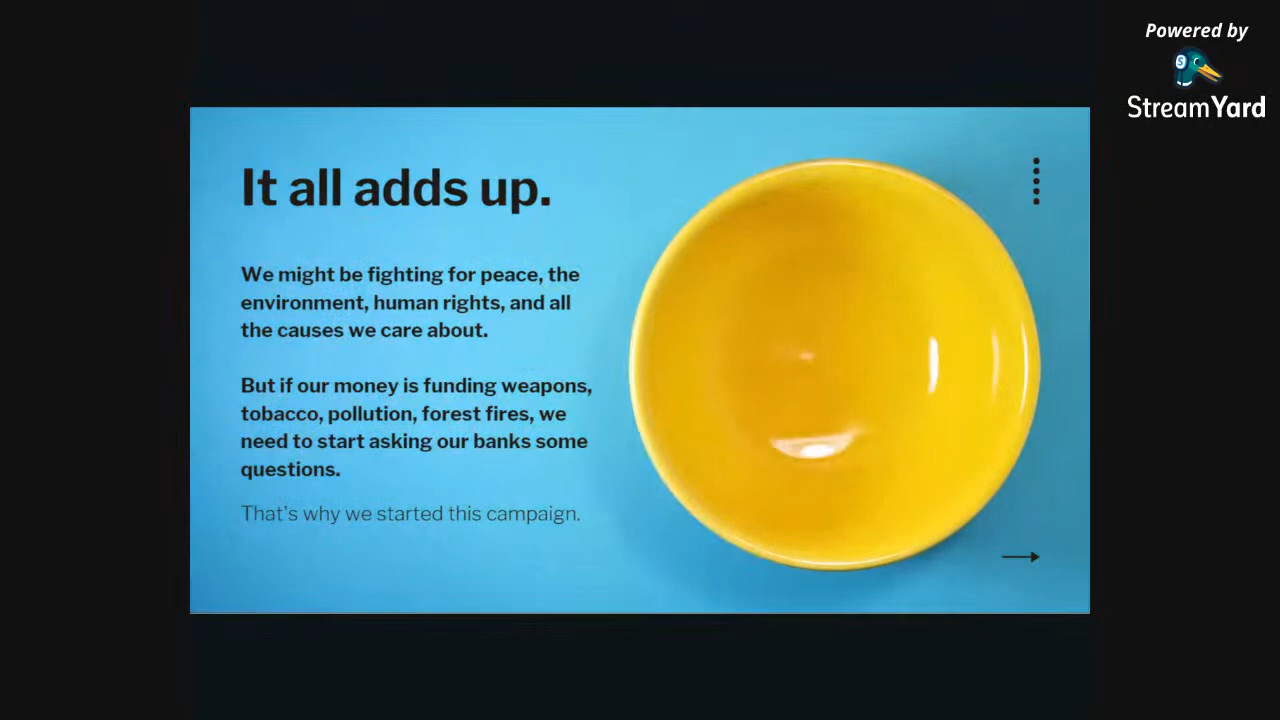 Powered by
StreamYard
It all adds up.
We might be fighting for peace, the
environment, human rights, and all
the causes we care about.
But if our money is funding weapons,
tobacco, pollution, forest fires, we
need to start asking our banks some
questions.
That's why we started this campaign.